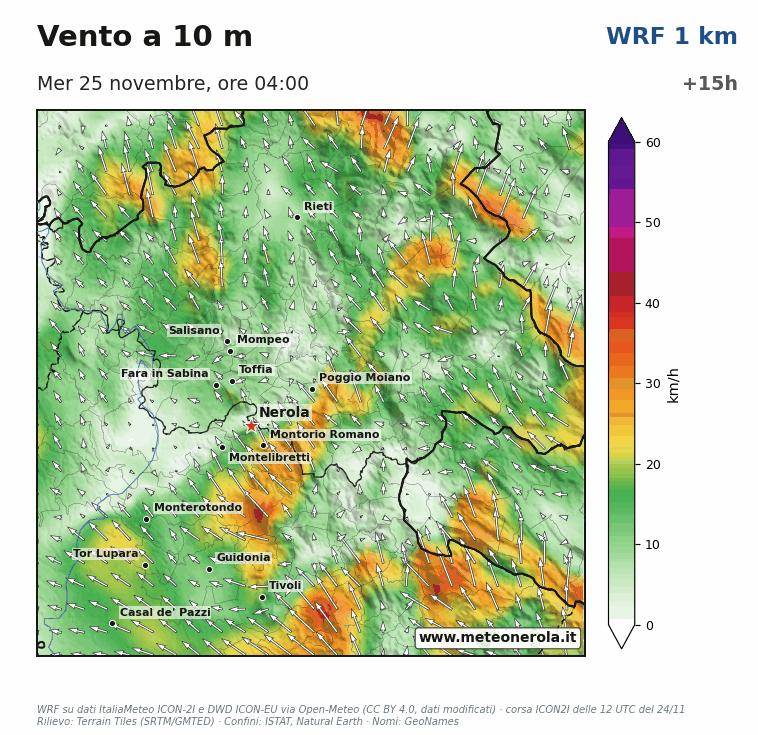 Vento a 10 m
WRF 1 km
Mer 25 novembre, ore 04:00
+15h
Rieti
Salisano
Mompeo
Fara in Sabina
Toffia
Poggio Moiano
Nerola
Montorio Romano
Montelibretti
Monterotondo
Tor Lupara
Guidonia
Tivoli
Casal de' Pazzi
www.meteonerola.it
60
50
40
30
20
10
0
km/h
WRF su dati ItaliaMeteo ICON-2I e DWD ICON-EU via Open-Meteo (CC BY 4.0, dati modificati) · corsa ICON2I delle 12 UTC del 24/11
Rilievo: Terrain Tiles (SRTM/GMTED) · Confini: ISTAT, Natural Earth · Nomi: GeoNames